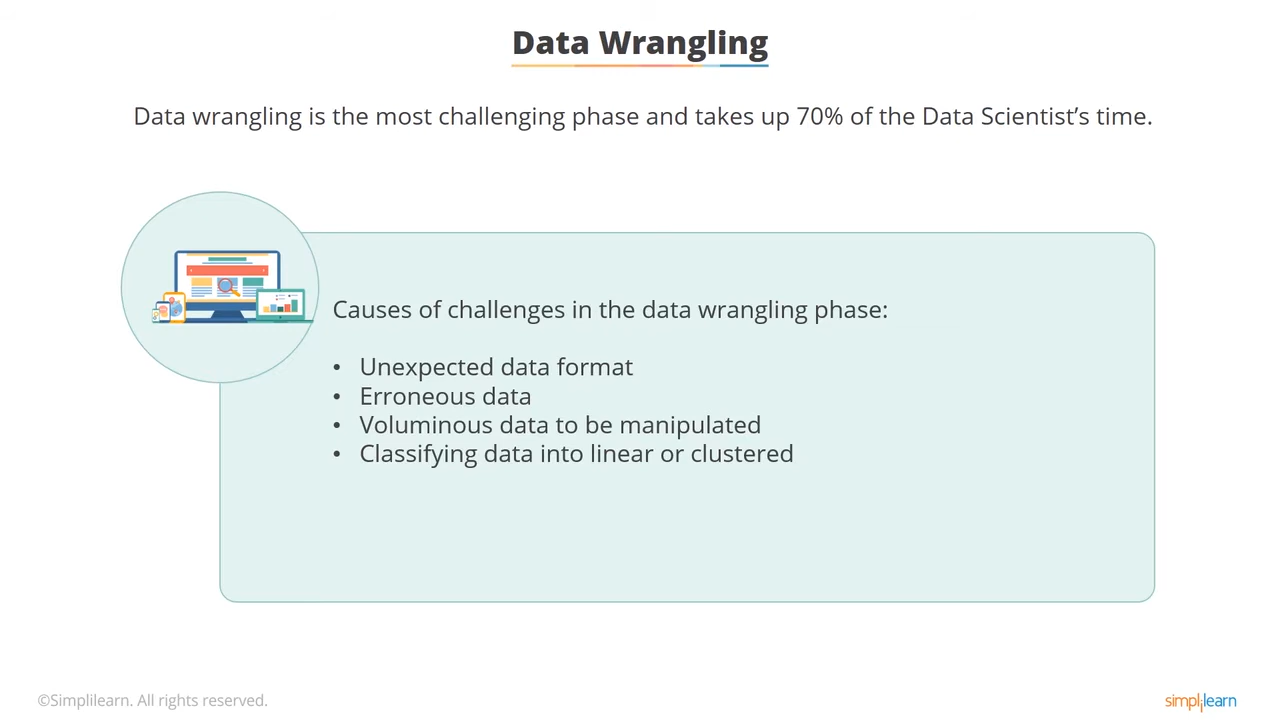 Data Wrangling
Data wrangling is the most challenging phase and takes up 70% of the Data Scientist’s time.
Causes of challenges in the data wrangling phase:
• Unexpected data format
• Erroneous data
• Voluminous data to be manipulated
• Classifying data into linear or clustered
©Simplilearn. All rights reserved.
simplilearn